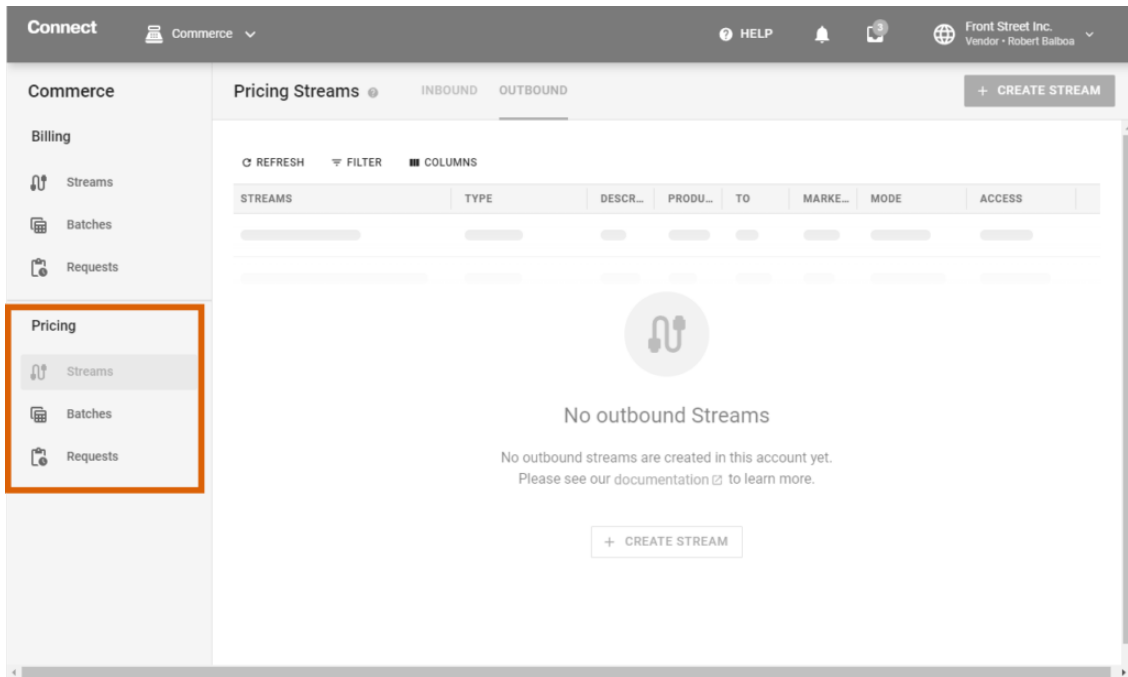 Connect
Commerce
HELP
3
Front Street Inc.
Vendor • Robert Balboa
Commerce
Billing
Streams
Batches
Requests
Pricing
Streams
Batches
Requests
Pricing Streams
INBOUND
OUTBOUND
+ CREATE STREAM
REFRESH
FILTER
COLUMNS
STREAMS TYPE DESCR... PRODU... TO MARKE... MODE ACCESS
No outbound Streams
No outbound streams are created in this account yet.
Please see our documentation to learn more.
+ CREATE STREAM